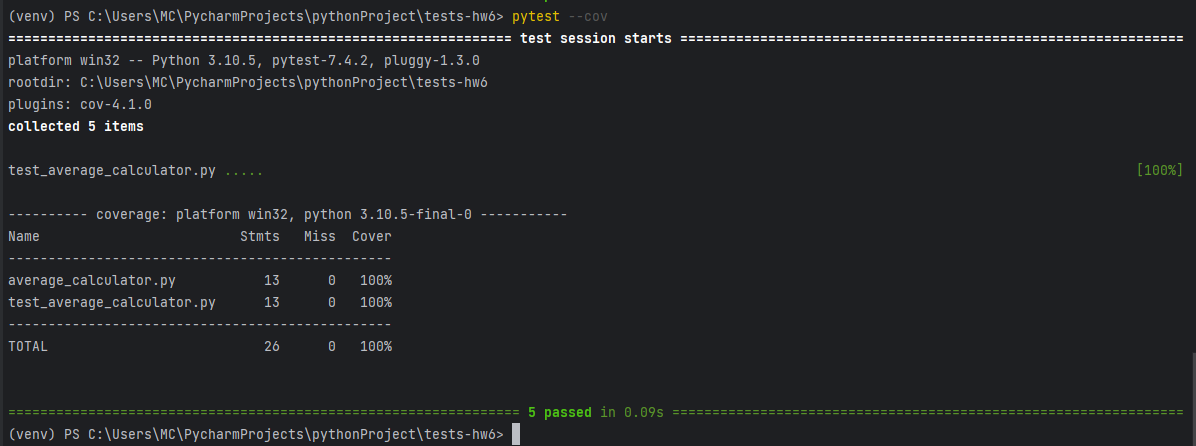 (venv) PS C:\Users\MC\PycharmProjects\pythonProject\tests-hw6> pytest --cov
=============================================================== test session starts ===============================================================
platform win32 -- Python 3.10.5, pytest-7.4.2, pluggy-1.3.0
rootdir: C:\Users\MC\PycharmProjects\pythonProject\tests-hw6
plugins: cov-4.1.0
collected 5 items
test_average_calculator.py ..... [100%]
---------- coverage: platform win32, python 3.10.5-final-0 -----------
Name Stmts Miss Cover
------------------------------------------------
average_calculator.py 13 0 100%
test_average_calculator.py 13 0 100%
------------------------------------------------
TOTAL 26 0 100%
================================================================ 5 passed in 0.09s ================================================================
(venv) PS C:\Users\MC\PycharmProjects\pythonProject\tests-hw6>